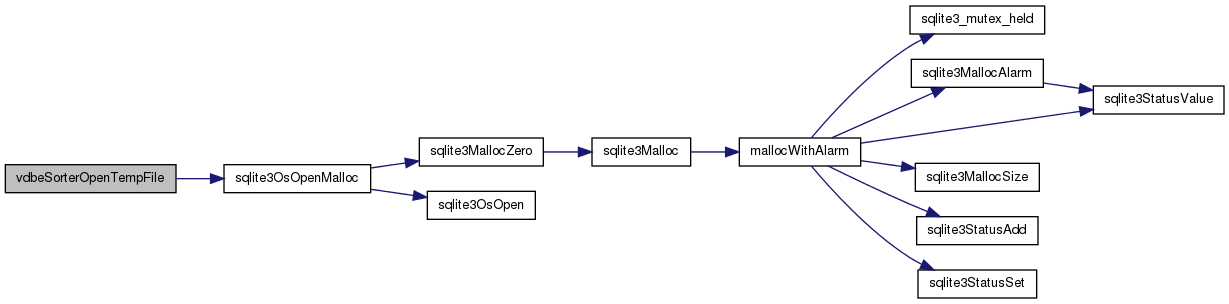 sqlite3_mutex_held
sqlite3MallocAlarm
sqlite3StatusValue
sqlite3MallocZero
sqlite3Malloc
mallocWithAlarm
vdbeSorterOpenTempFile
sqlite3OsOpenMalloc
sqlite3MallocSize
sqlite3OsOpen
sqlite3StatusAdd
sqlite3StatusSet